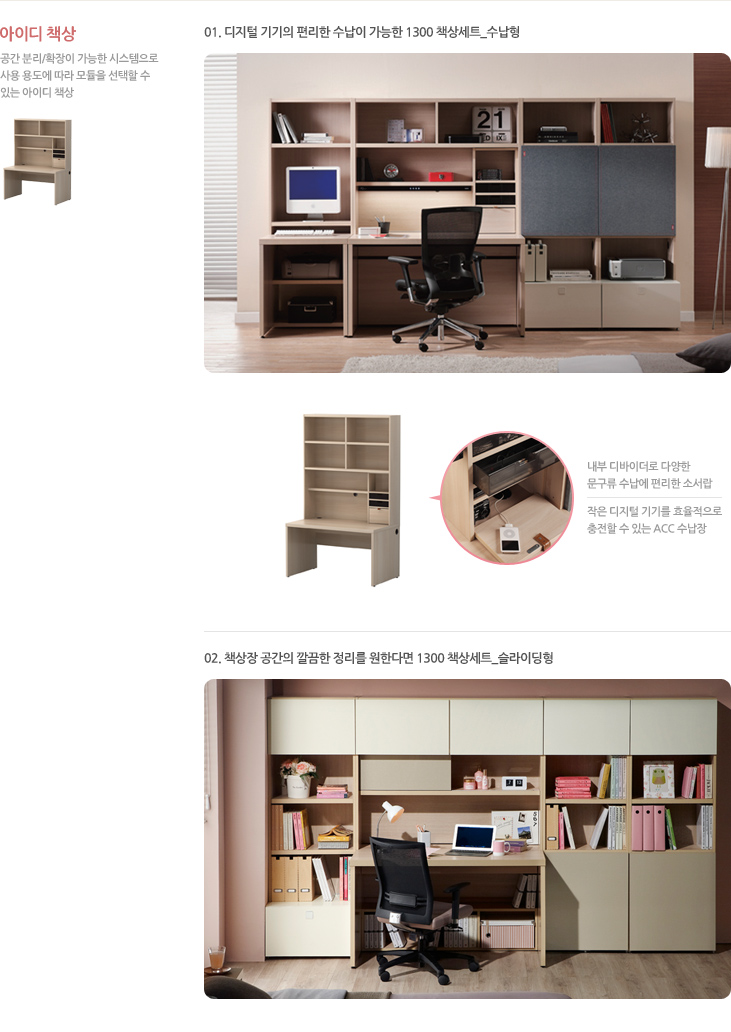 아이디 책상
공간 분리/확장이 가능한 시스템으로
사용 용도에 따라 모듈을 선택할 수
있는 아이디 책상
01. 디지털 기기의 편리한 수납이 가능한 1300 책상세트_수납형
21
내부 디바이더로 다양한
문구류 수납에 편리한 소서랍
작은 디지털 기기를 효율적으로
충전할 수 있는 ACC 수납장
02. 책상장 공간의 깔끔한 정리를 원한다면 1300 책상세트_슬라이딩형